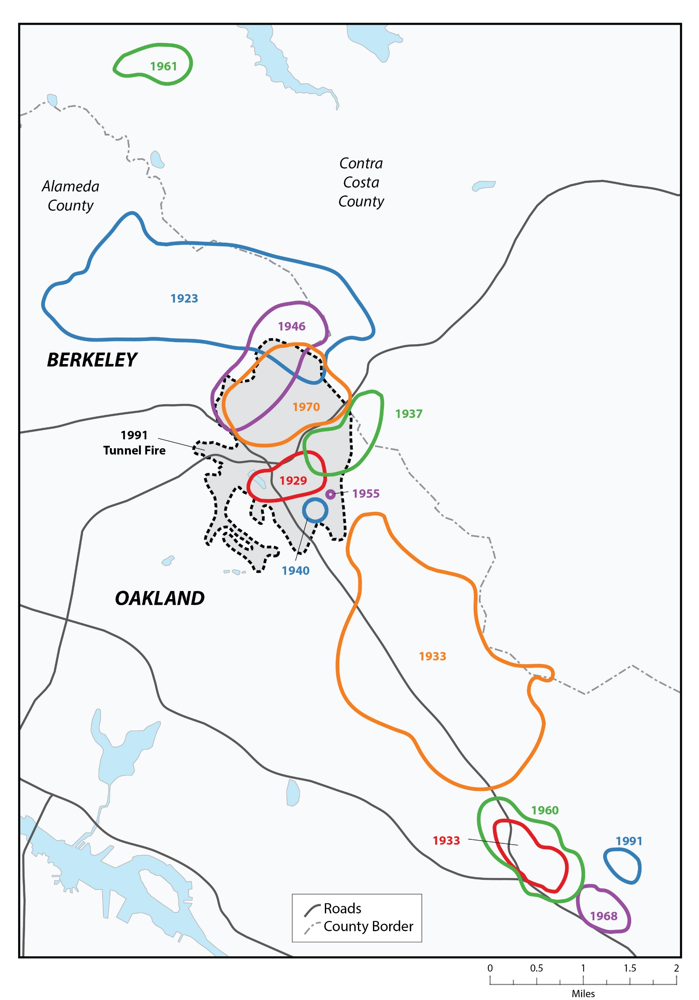 1961
Contra
Costa
County
Alameda
County
1923
1946
BERKELEY
1970
1937
1991
Tunnel Fire
1929
1955
1940
OAKLAND
1933
1960
1933
1991
1968
Roads
County Border
0 0.5 1 1.5 2
Miles